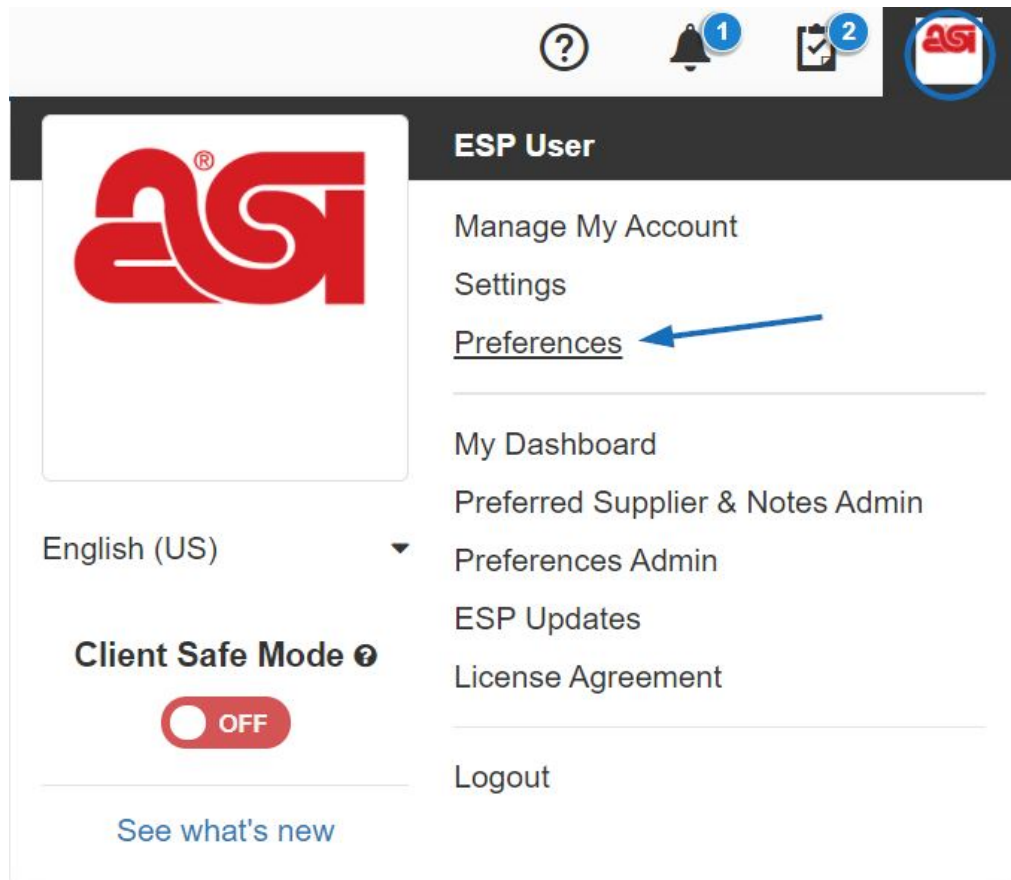 1
2
asi
ESP User
asi®
Manage My Account
Settings
Preferences
My Dashboard
Preferred Supplier & Notes Admin
Preferences Admin
ESP Updates
License Agreement
Logout
English (US)
Client Safe Mode ?
OFF
See what's new